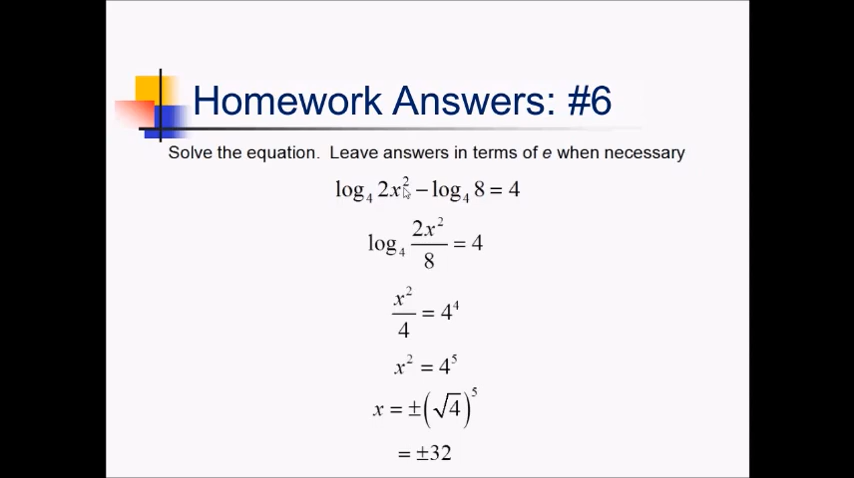 Homework Answers: #6
Solve the equation. Leave answers in terms of e when necessary
log₄ 2x² − log₄ 8 = 4
log₄ 2x²/8 = 4
x²/4 = 4⁴
x² = 4⁵
x = ±(√4)⁵
= ±32